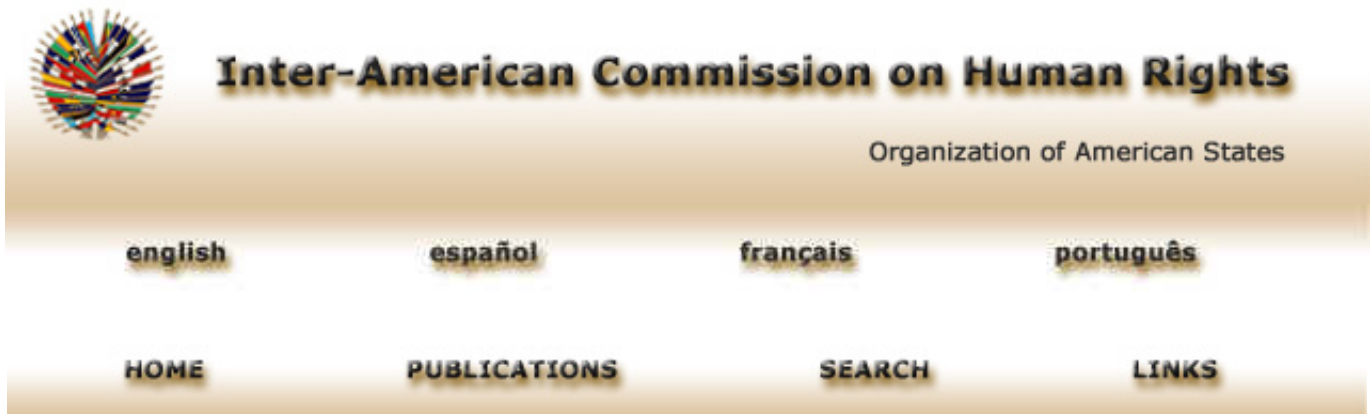 Inter-American Commission on Human Rights
Organization of American States
english español français português
HOME PUBLICATIONS SEARCH LINKS